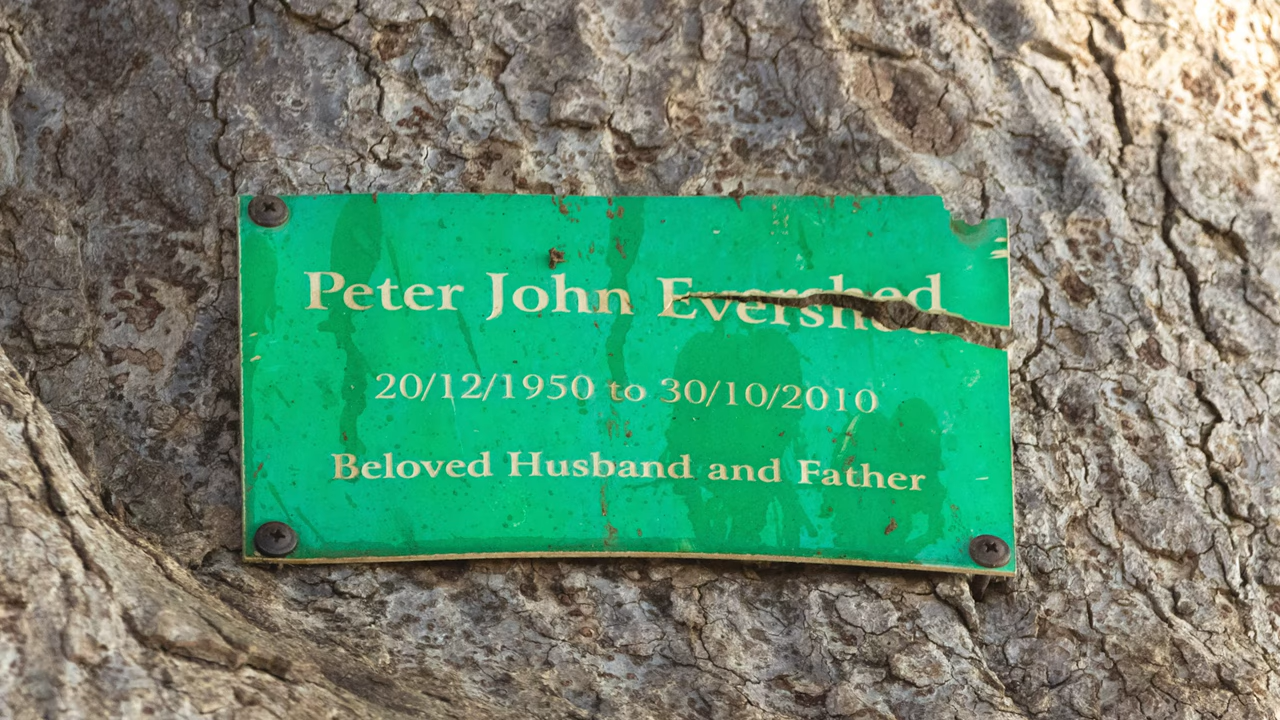 Peter John Evershed
20/12/1950 to 30/10/2010
Beloved Husband and Father